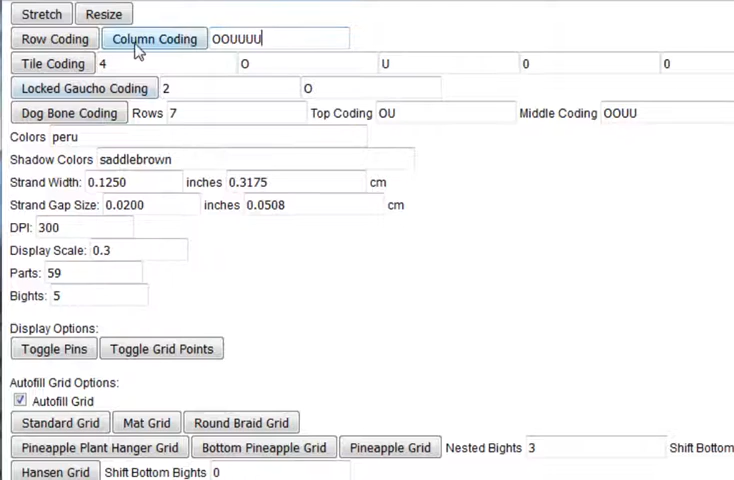 Stretch Resize
Row Coding Column Coding OOUUUU
Tile Coding 4 O U 0 0
Locked Gaucho Coding 2 O
Dog Bone Coding Rows 7 Top Coding OU Middle Coding OOUU
Colors peru
Shadow Colors saddlebrown
Strand Width: 0.1250 inches 0.3175 cm
Strand Gap Size: 0.0200 inches 0.0508 cm
DPI: 300
Display Scale: 0.3
Parts: 59
Bights: 5
Display Options:
Toggle Pins Toggle Grid Points
Autofill Grid Options:
Autofill Grid
Standard Grid Mat Grid Round Braid Grid
Pineapple Plant Hanger Grid Bottom Pineapple Grid Pineapple Grid Nested Bights 3 Shift Bottom
Hansen Grid Shift Bottom Bights 0